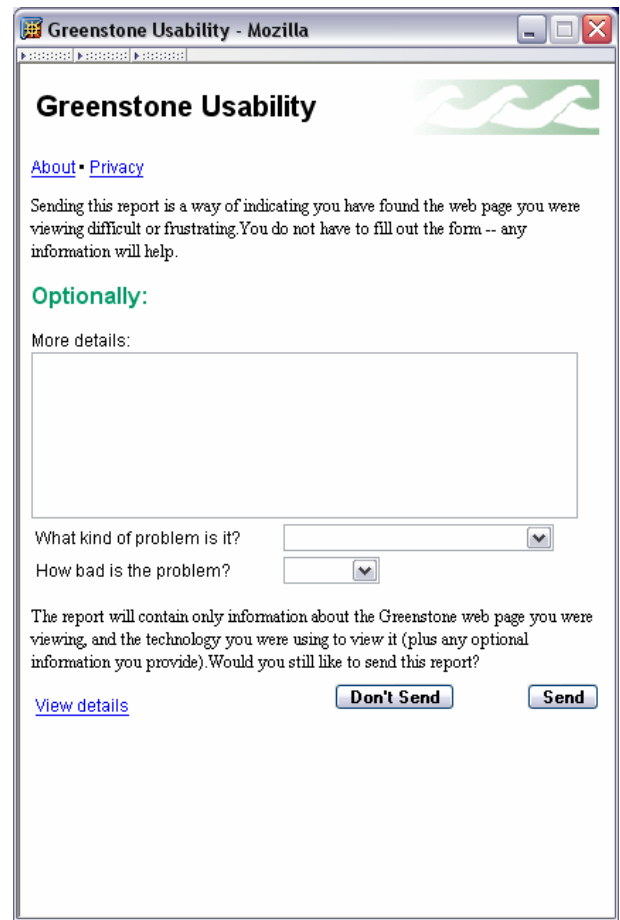 Greenstone Usability - Mozilla
Greenstone Usability
About • Privacy
Sending this report is a way of indicating you have found the web page you were
viewing difficult or frustrating.You do not have to fill out the form -- any
information will help.
Optionally:
More details:
What kind of problem is it?
How bad is the problem?
The report will contain only information about the Greenstone web page you were
viewing, and the technology you were using to view it (plus any optional
information you provide).Would you still like to send this report?
View details Don't Send Send